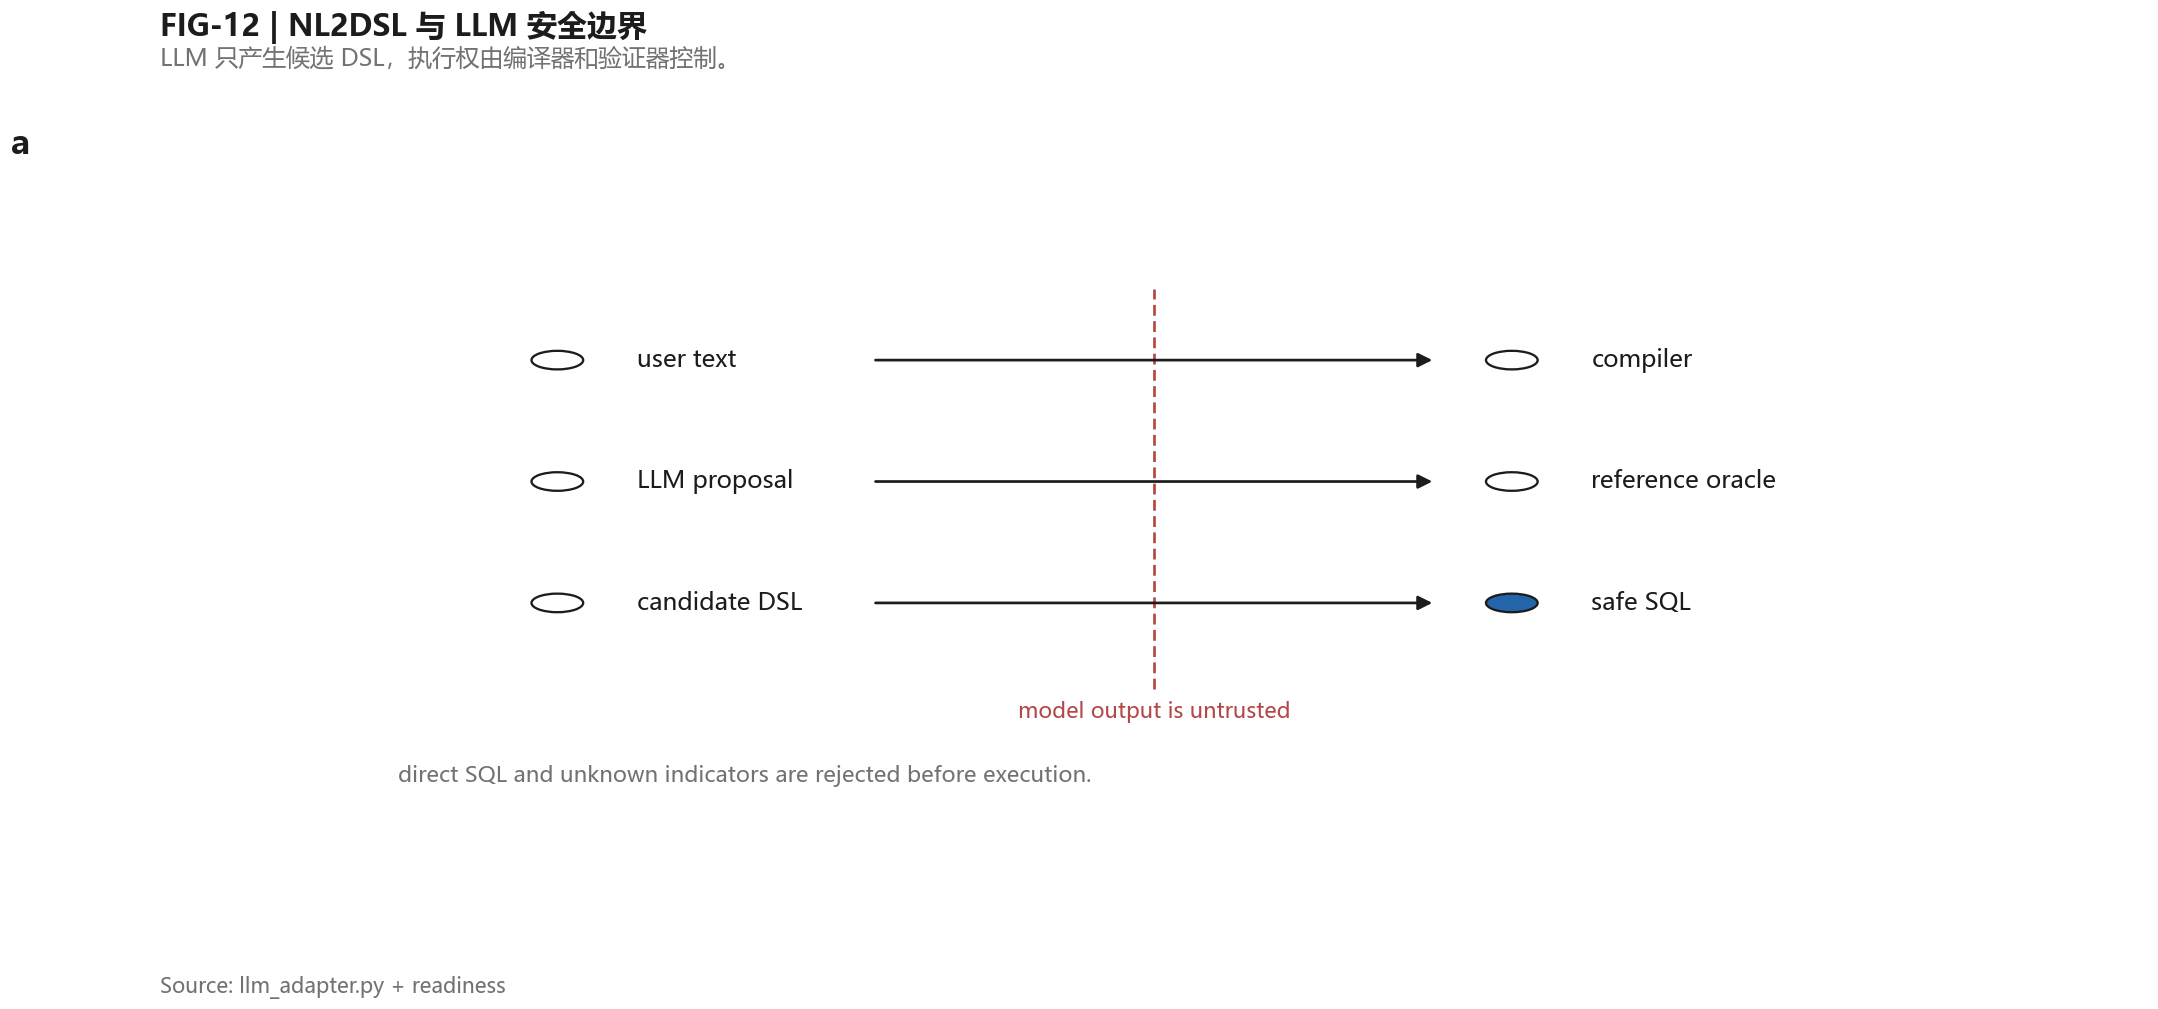 FIG-12 | NL2DSL 与 LLM 安全边界
LLM 只产生候选 DSL，执行权由编译器和验证器控制。
a
user text
compiler
LLM proposal
reference oracle
candidate DSL
safe SQL
model output is untrusted
direct SQL and unknown indicators are rejected before execution.
Source: llm_adapter.py + readiness